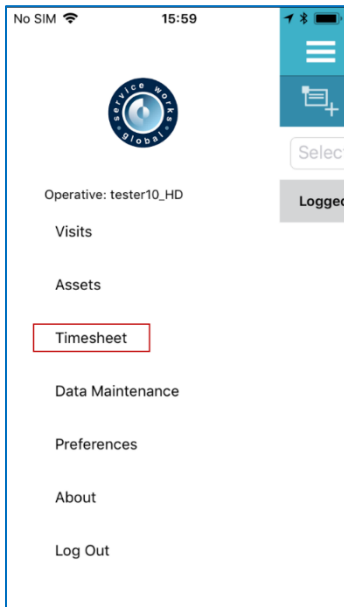 No SIM 15:59
service works global
Select
Logged
Operative: tester10_HD
Visits
Assets
Timesheet
Data Maintenance
Preferences
About
Log Out